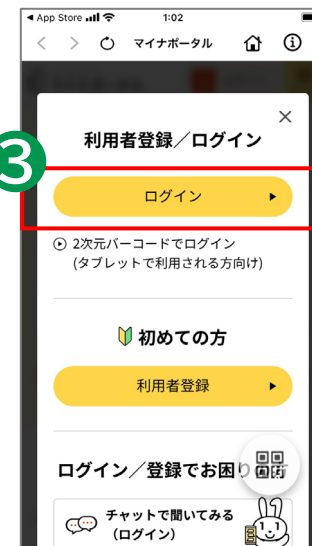 App Store 1:02
マイナポータル
利用者登録／ログイン
3
ログイン
2次元バーコードでログイン
(タブレットで利用される方向け)
初めての方
利用者登録
ログイン／登録でお困りの方
チャットで聞いてみる
（ログイン）